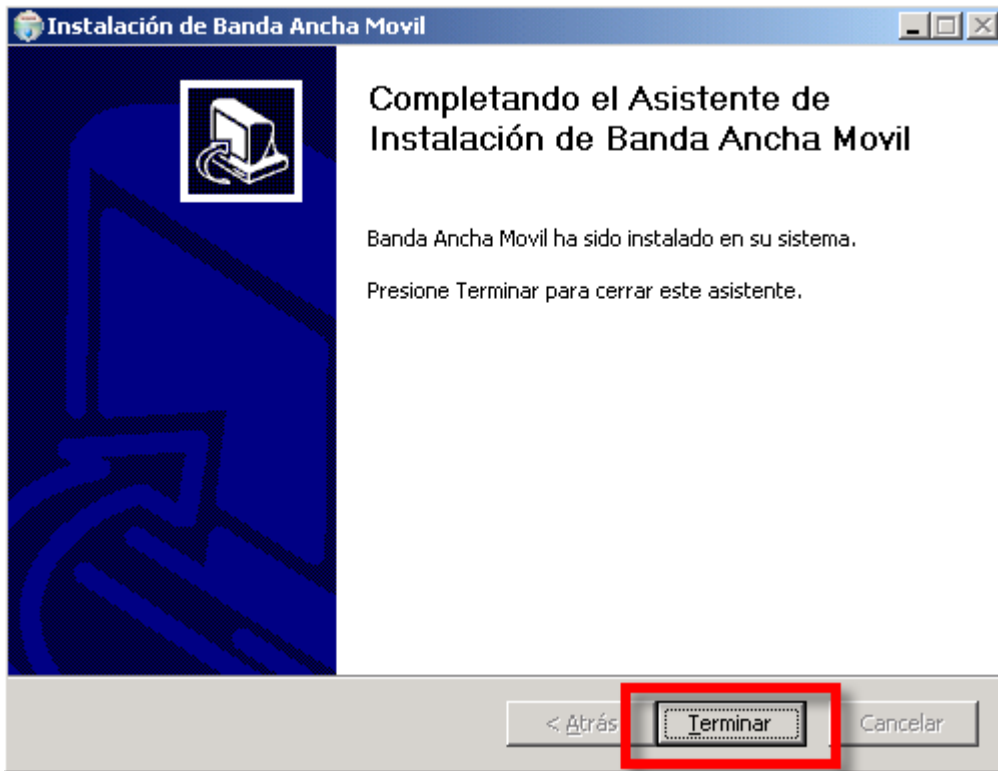 Instalación de Banda Ancha Movil
Completando el Asistente de
Instalación de Banda Ancha Movil
Banda Ancha Movil ha sido instalado en su sistema.
Presione Terminar para cerrar este asistente.
< Atrás
Terminar
Cancelar